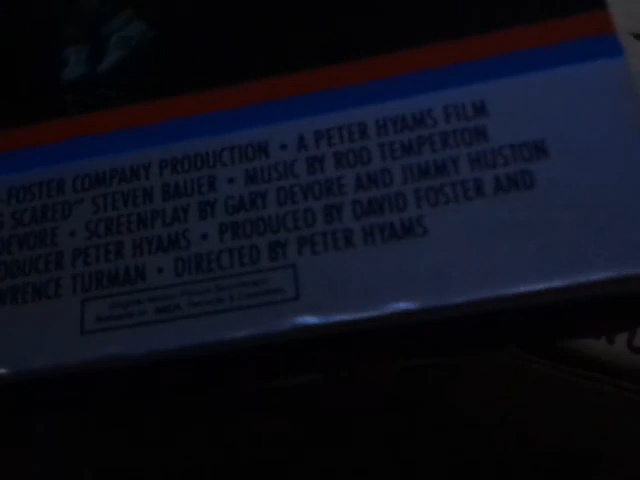 -FOSTER COMPANY PRODUCTION • A PETER HYAMS FILM
SCARED" STEVEN BAUER • MUSIC BY ROD TEMPERTON
DEVORE • SCREENPLAY BY GARY DEVORE AND JIMMY HUSTON
ODUCER PETER HYAMS • PRODUCED BY DAVID FOSTER AND
WRENCE TURMAN • DIRECTED BY PETER HYAMS